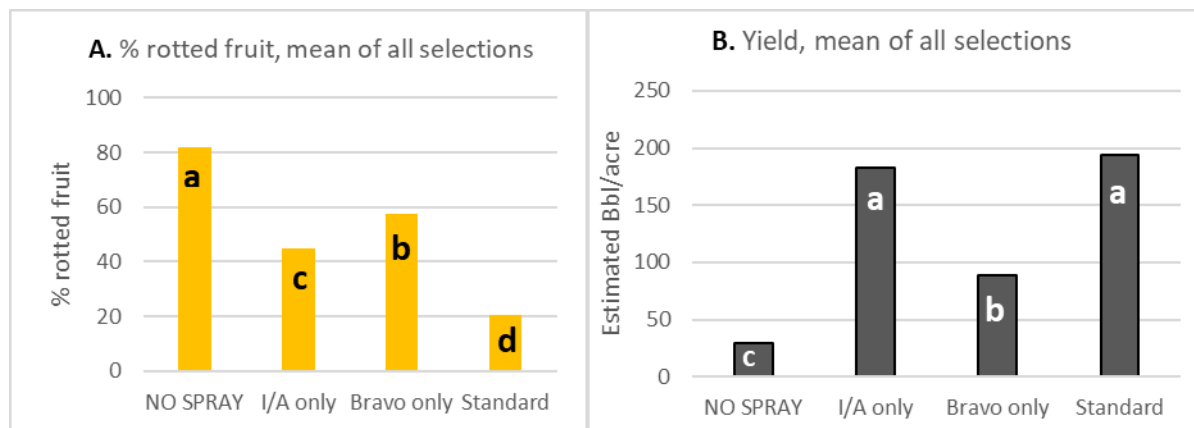 A. % rotted fruit, mean of all selections
% rotted fruit
100
80
60
40
20
0
a
c
b
d
NO SPRAY I/A only Bravo only Standard
B. Yield, mean of all selections
Estimated Bbl/acre
250
200
150
100
50
0
c
a
b
a
NO SPRAY I/A only Bravo only Standard